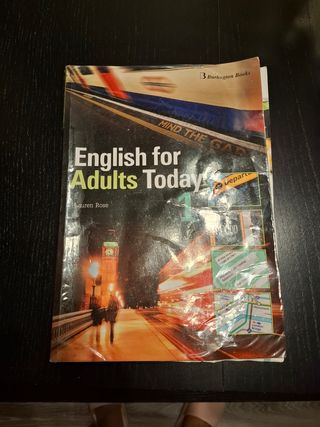 B Burlington Books
MIND THE GAP
English for
Adults Today
1
Lauren Rose